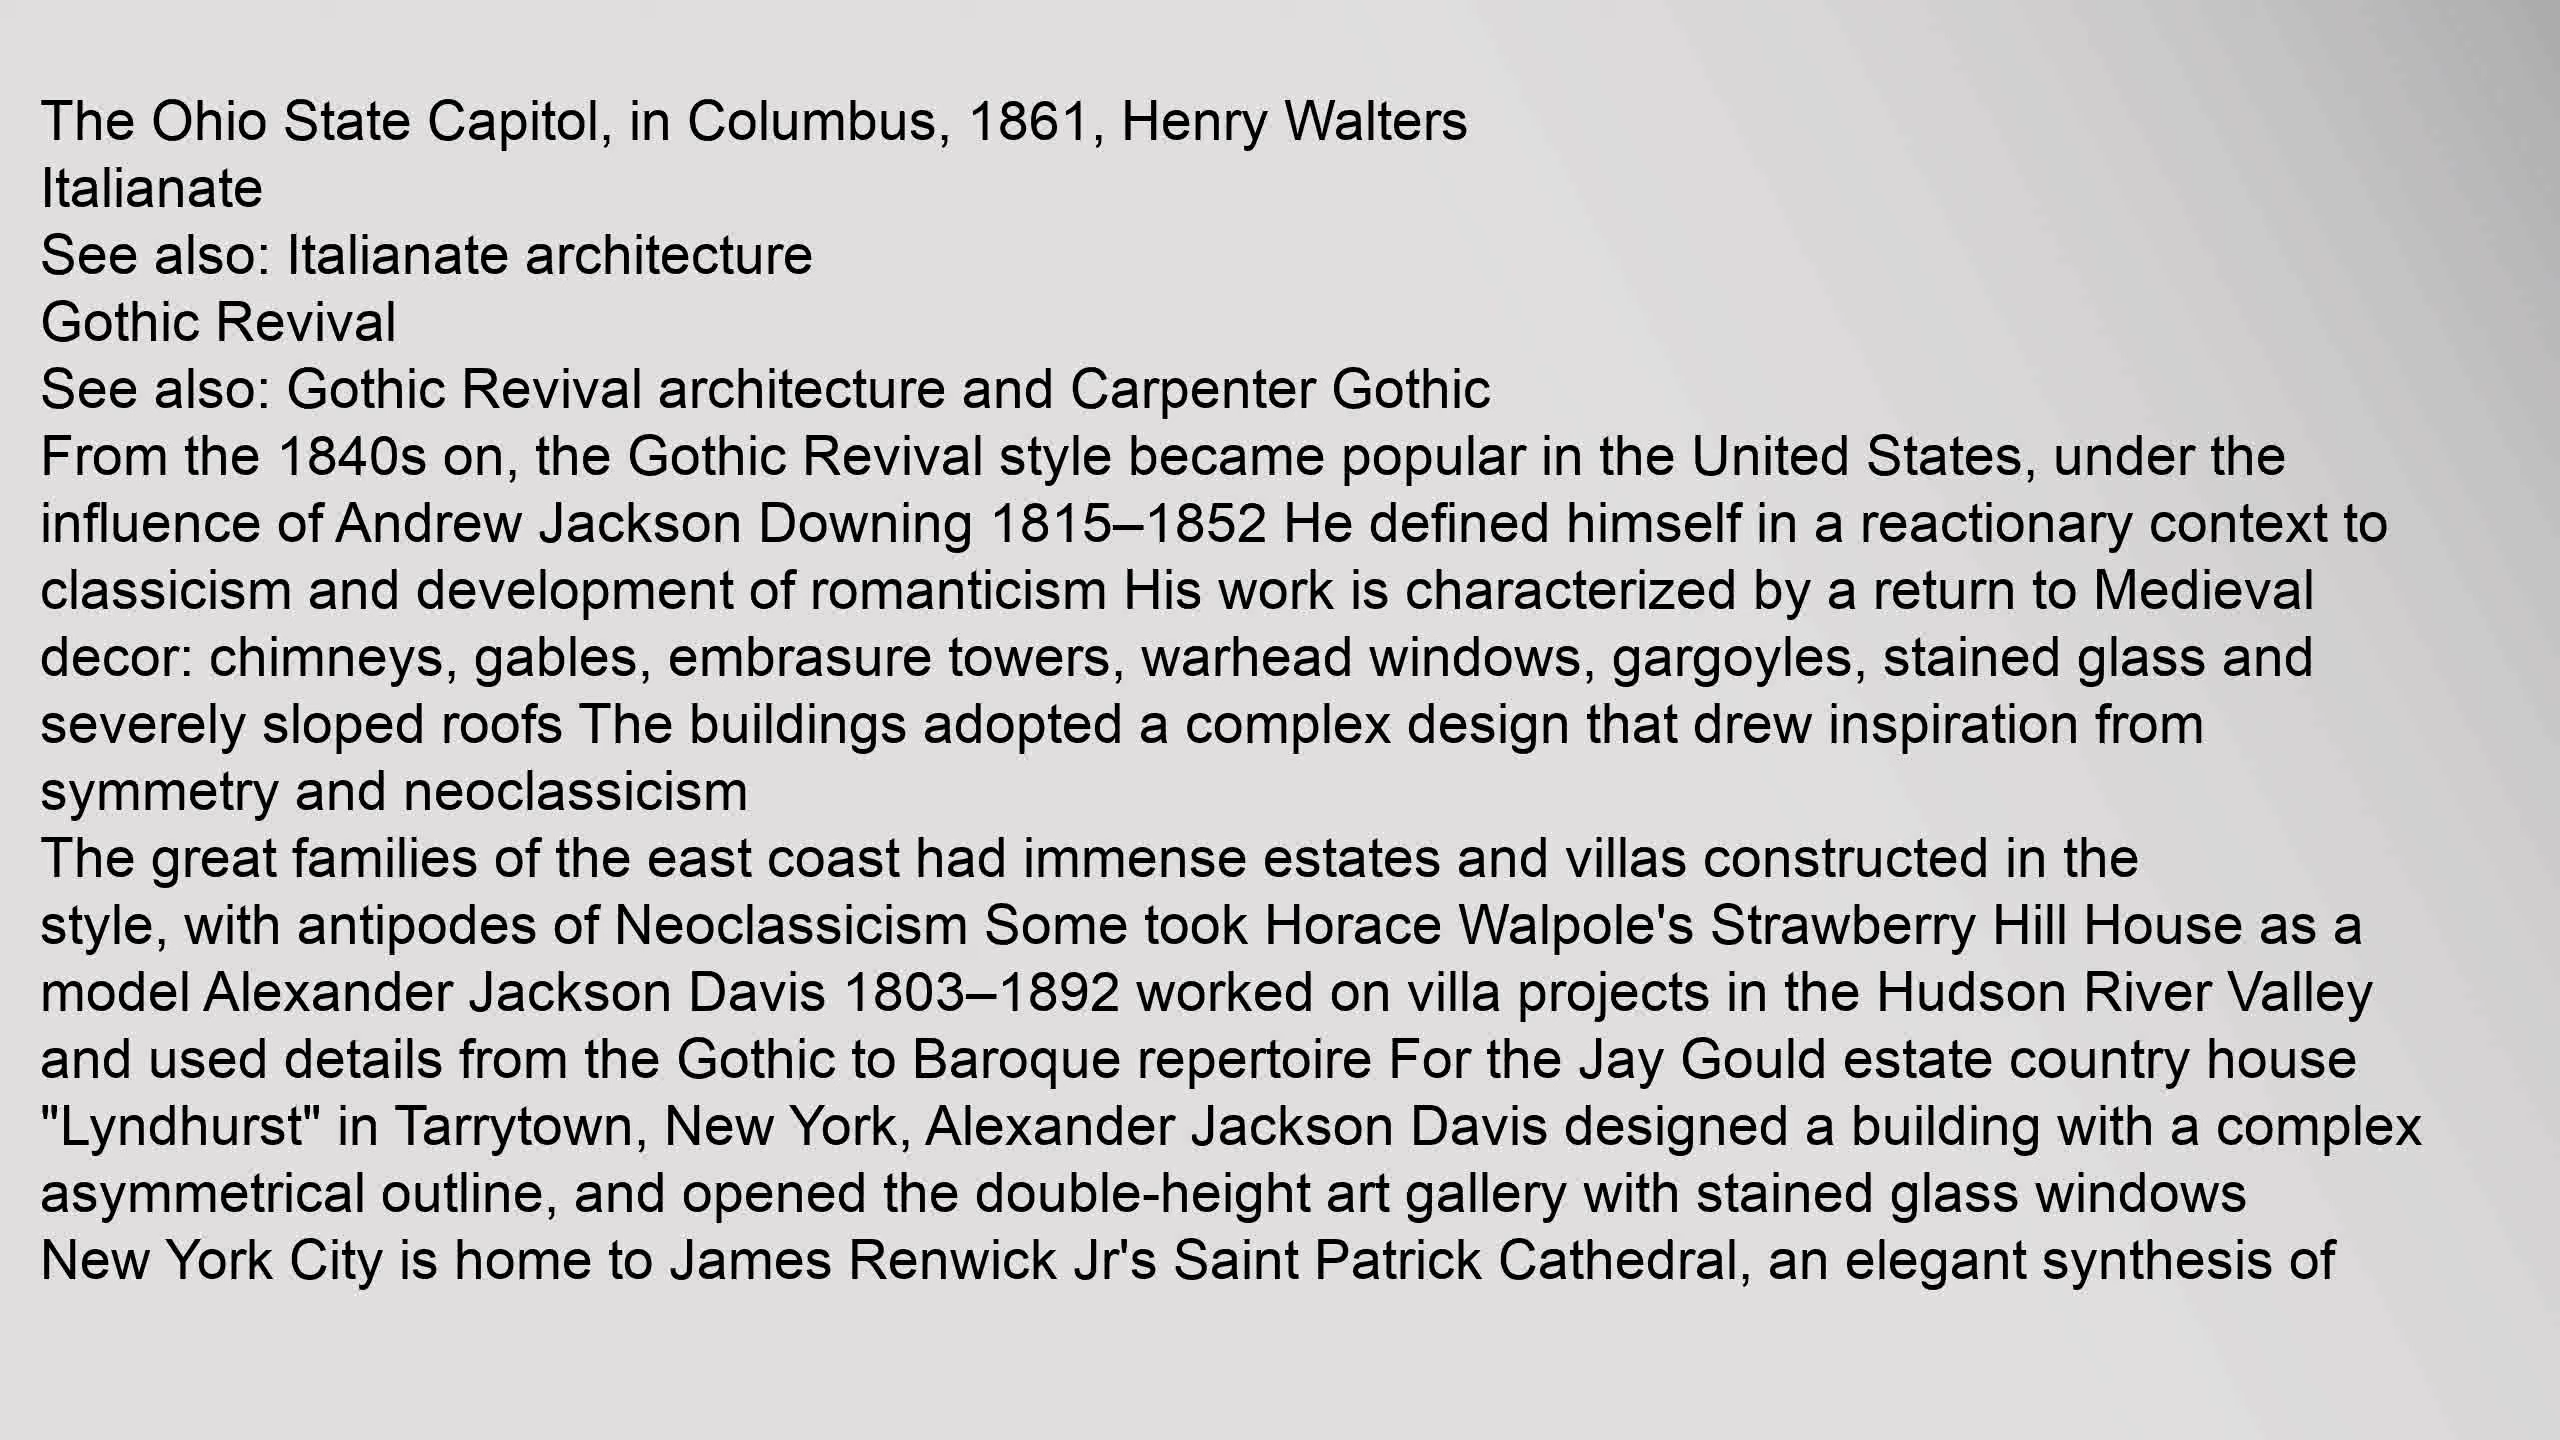 The Ohio State Capitol, in Columbus, 1861, Henry Walters
Italianate
See also: Italianate architecture
Gothic Revival
See also: Gothic Revival architecture and Carpenter Gothic
From the 1840s on, the Gothic Revival style became popular in the United States, under the
influence of Andrew Jackson Downing 1815–1852 He defined himself in a reactionary context to
classicism and development of romanticism His work is characterized by a return to Medieval
decor: chimneys, gables, embrasure towers, warhead windows, gargoyles, stained glass and
severely sloped roofs The buildings adopted a complex design that drew inspiration from
symmetry and neoclassicism
The great families of the east coast had immense estates and villas constructed in the
style, with antipodes of Neoclassicism Some took Horace Walpole's Strawberry Hill House as a
model Alexander Jackson Davis 1803–1892 worked on villa projects in the Hudson River Valley
and used details from the Gothic to Baroque repertoire For the Jay Gould estate country house
"Lyndhurst" in Tarrytown, New York, Alexander Jackson Davis designed a building with a complex
asymmetrical outline, and opened the double-height art gallery with stained glass windows
New York City is home to James Renwick Jr's Saint Patrick Cathedral, an elegant synthesis of